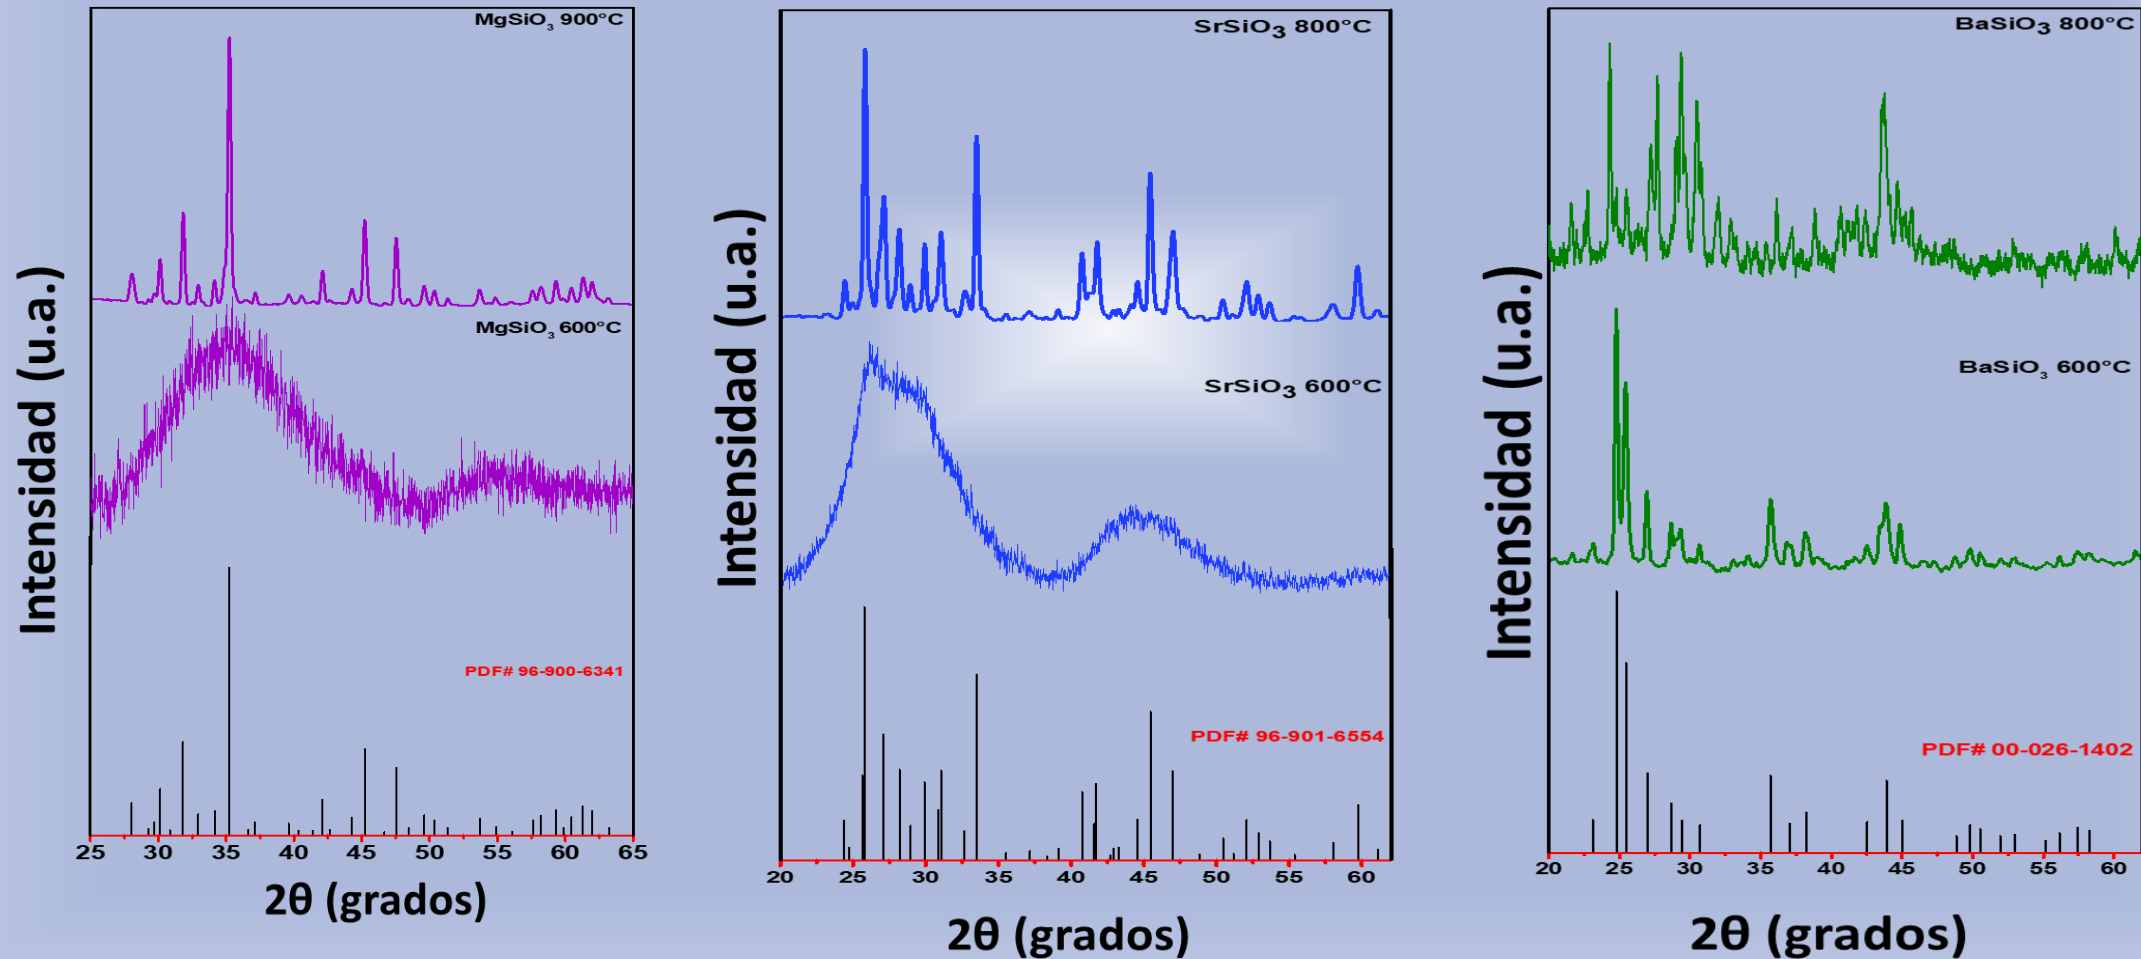 Intensidad (u.a.)
MgSiO3 900°C
MgSiO3 600°C
PDF# 96-900-6341
25 30 35 40 45 50 55 60 65
2θ (grados)
Intensidad (u.a.)
SrSiO3 800°C
SrSiO3 600°C
PDF# 96-901-6554
20 25 30 35 40 45 50 55 60
2θ (grados)
Intensidad (u.a.)
BaSiO3 800°C
BaSiO3 600°C
PDF# 00-026-1402
20 25 30 35 40 45 50 55 60
2θ (grados)